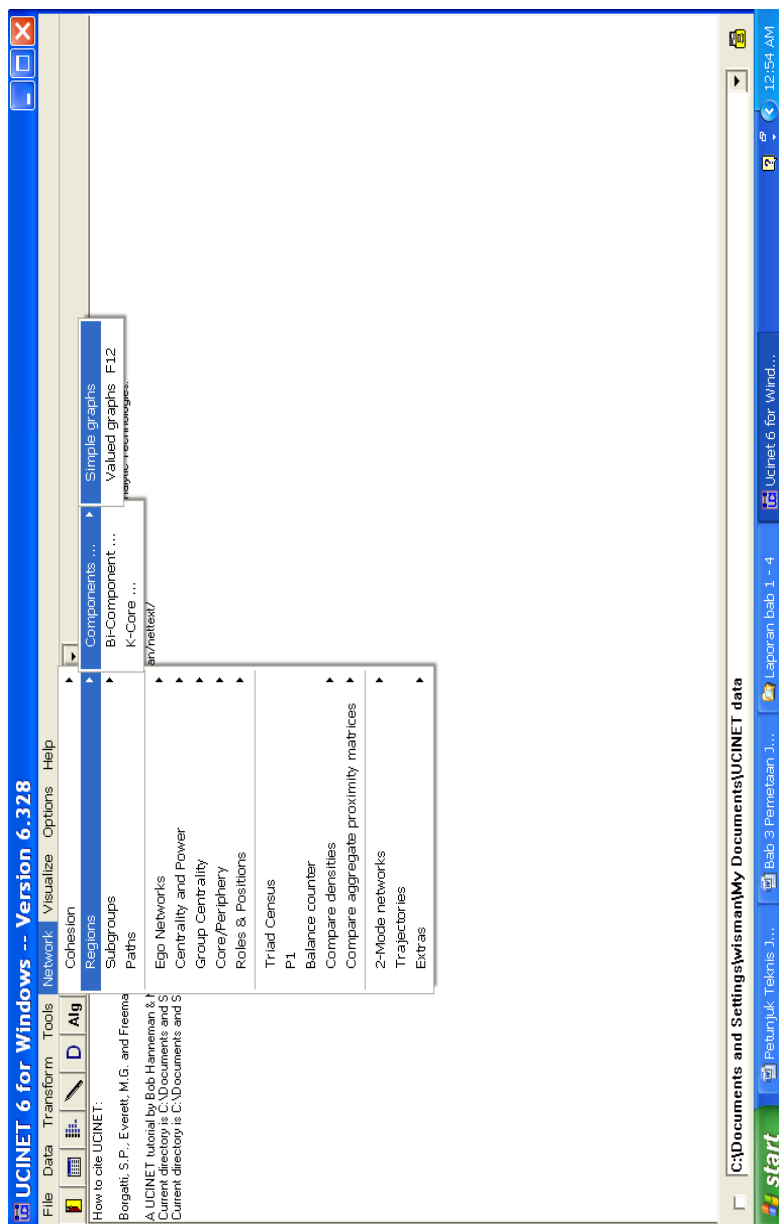 UCINET 6 for Windows -- Version 6.328
File Data Transform Tools Network Visualize Options Help
D Alg
How to cite UCINET:
Borgatti, S.P., Everett, M.G. and Freema
A UCINET tutorial by Bob Hanneman &
an/nettext/
Current directory is C:\Documents and S
Current directory is C:\Documents and S
Cohesion
Regions
Subgroups
Paths
Ego Networks
Centrality and Power
Group Centrality
Core/Periphery
Roles & Positions
Triad Census
P1
Balance counter
Compare densities
Compare aggregate proximity matrices
2-Mode networks
Trajectories
Extras
Components ...
Bi-Component ...
K-Core ...
Simple graphs
Valued graphs F12
C:\Documents and Settings\wisman\My Documents\UCINET data
start
Petunjuk Teknis J...
Bab 3 Pemetaan J...
Laporan bab 1 - 4
Ucinet 6 for Wind...
12:54 AM